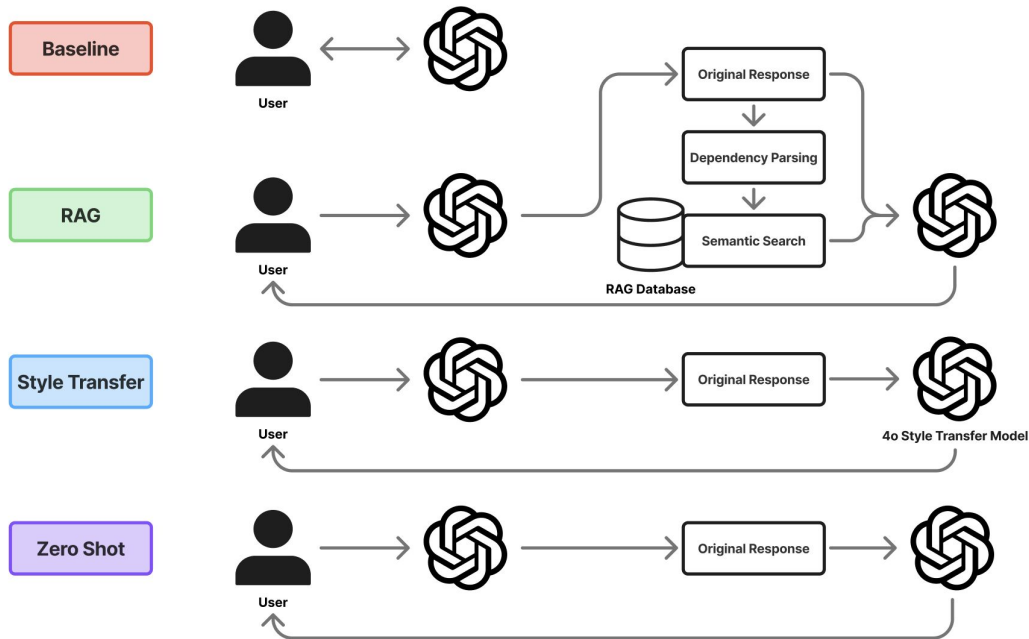 Baseline
User
Original Response
Dependency Parsing
RAG
User
Semantic Search
RAG Database
Style Transfer
User
Original Response
4o Style Transfer Model
Zero Shot
User
Original Response